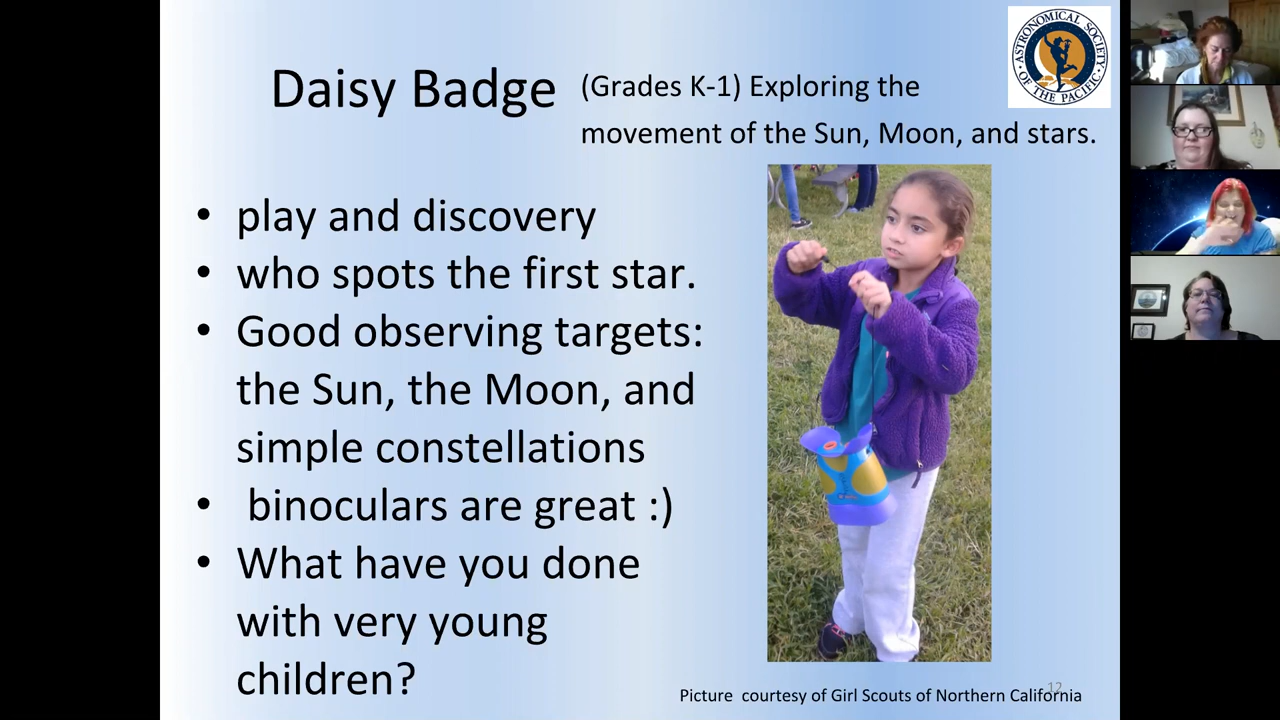 ASTRONOMICAL SOCIETY
OF THE PACIFIC
Daisy Badge (Grades K-1) Exploring the
movement of the Sun, Moon, and stars.
• play and discovery
• who spots the first star.
• Good observing targets:
the Sun, the Moon, and
simple constellations
• binoculars are great :)
• What have you done
with very young
children?
12
Picture courtesy of Girl Scouts of Northern California